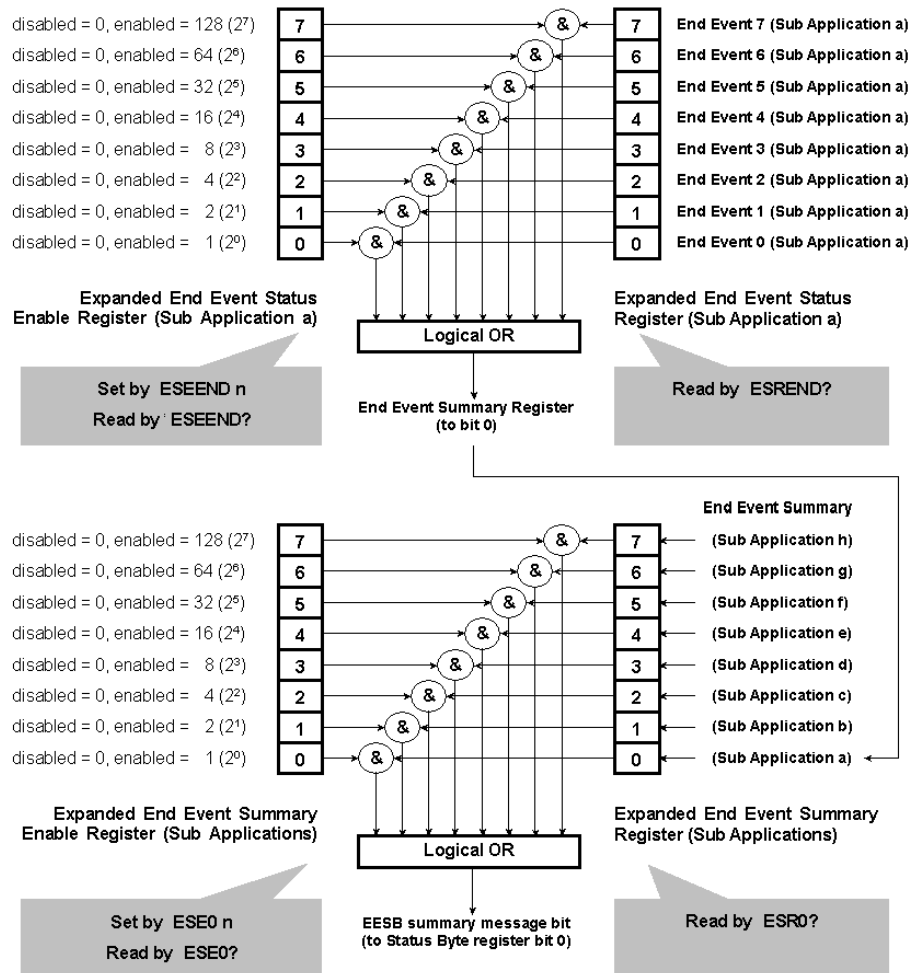 disabled = 0, enabled = 128 (2⁷) 7 & 7 End Event 7 (Sub Application a)
disabled = 0, enabled = 64 (2⁶) 6 & 6 End Event 6 (Sub Application a)
disabled = 0, enabled = 32 (2⁵) 5 & 5 End Event 5 (Sub Application a)
disabled = 0, enabled = 16 (2⁴) 4 & 4 End Event 4 (Sub Application a)
disabled = 0, enabled = 8 (2³) 3 & 3 End Event 3 (Sub Application a)
disabled = 0, enabled = 4 (2²) 2 & 2 End Event 2 (Sub Application a)
disabled = 0, enabled = 2 (2¹) 1 & 1 End Event 1 (Sub Application a)
disabled = 0, enabled = 1 (2⁰) 0 & 0 End Event 0 (Sub Application a)
Expanded End Event Status
Enable Register (Sub Application a)
Expanded End Event Status
Register (Sub Application a)
Logical OR
Set by ESEEND n
Read by ESEEND?
Read by ESREND?
End Event Summary Register
(to bit 0)
End Event Summary
disabled = 0, enabled = 128 (2⁷) 7 & 7 (Sub Application h)
disabled = 0, enabled = 64 (2⁶) 6 & 6 (Sub Application g)
disabled = 0, enabled = 32 (2⁵) 5 & 5 (Sub Application f)
disabled = 0, enabled = 16 (2⁴) 4 & 4 (Sub Application e)
disabled = 0, enabled = 8 (2³) 3 & 3 (Sub Application d)
disabled = 0, enabled = 4 (2²) 2 & 2 (Sub Application c)
disabled = 0, enabled = 2 (2¹) 1 & 1 (Sub Application b)
disabled = 0, enabled = 1 (2⁰) 0 & 0 (Sub Application a)
Expanded End Event Summary
Enable Register (Sub Applications)
Expanded End Event Summary
Register (Sub Applications)
Logical OR
Set by ESE0 n
Read by ESE0?
Read by ESR0?
EESB summary message bit
(to Status Byte register bit 0)